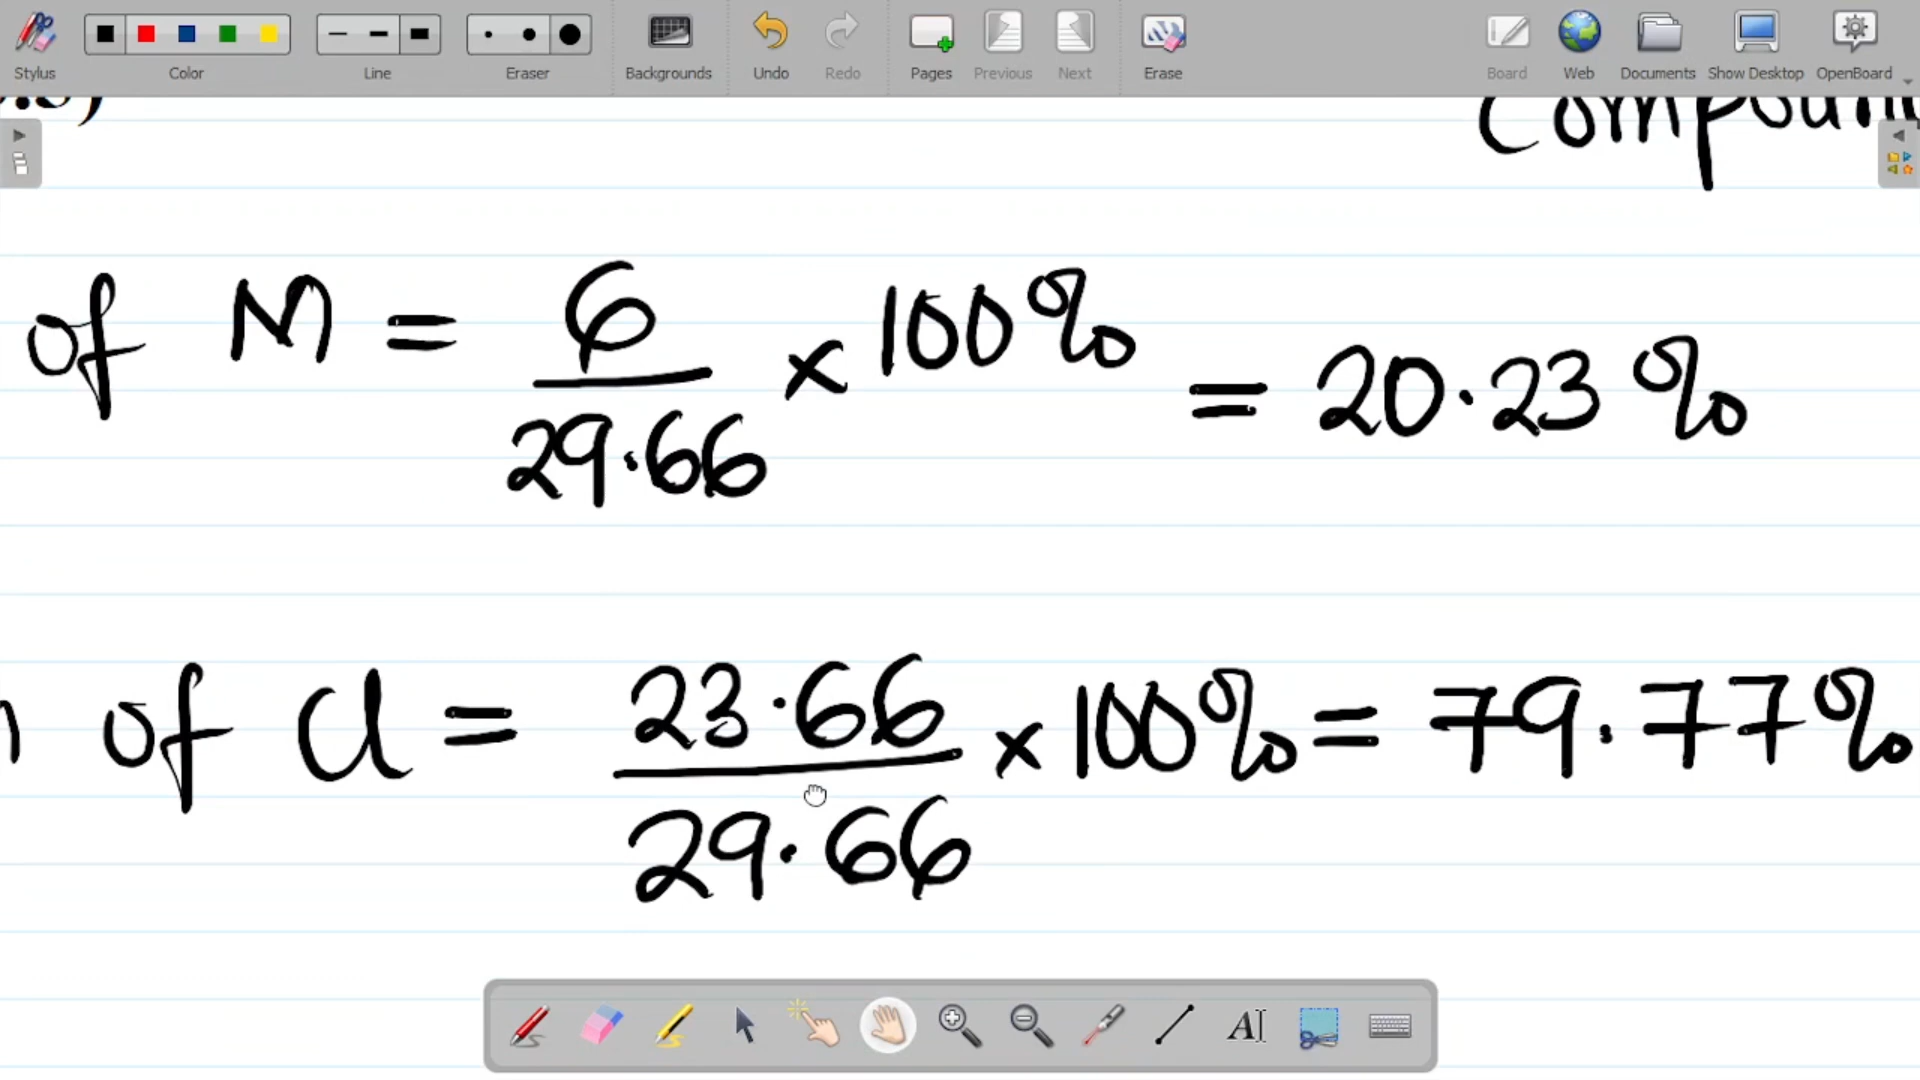 Stylus Color Line Eraser Backgrounds Undo Redo Pages Previous Next Erase Board Web Documents Show Desktop OpenBoard
of M = 6/29.66 × 100% = 20.23%
of Cl = 23.66/29.66 × 100% = 79.77%